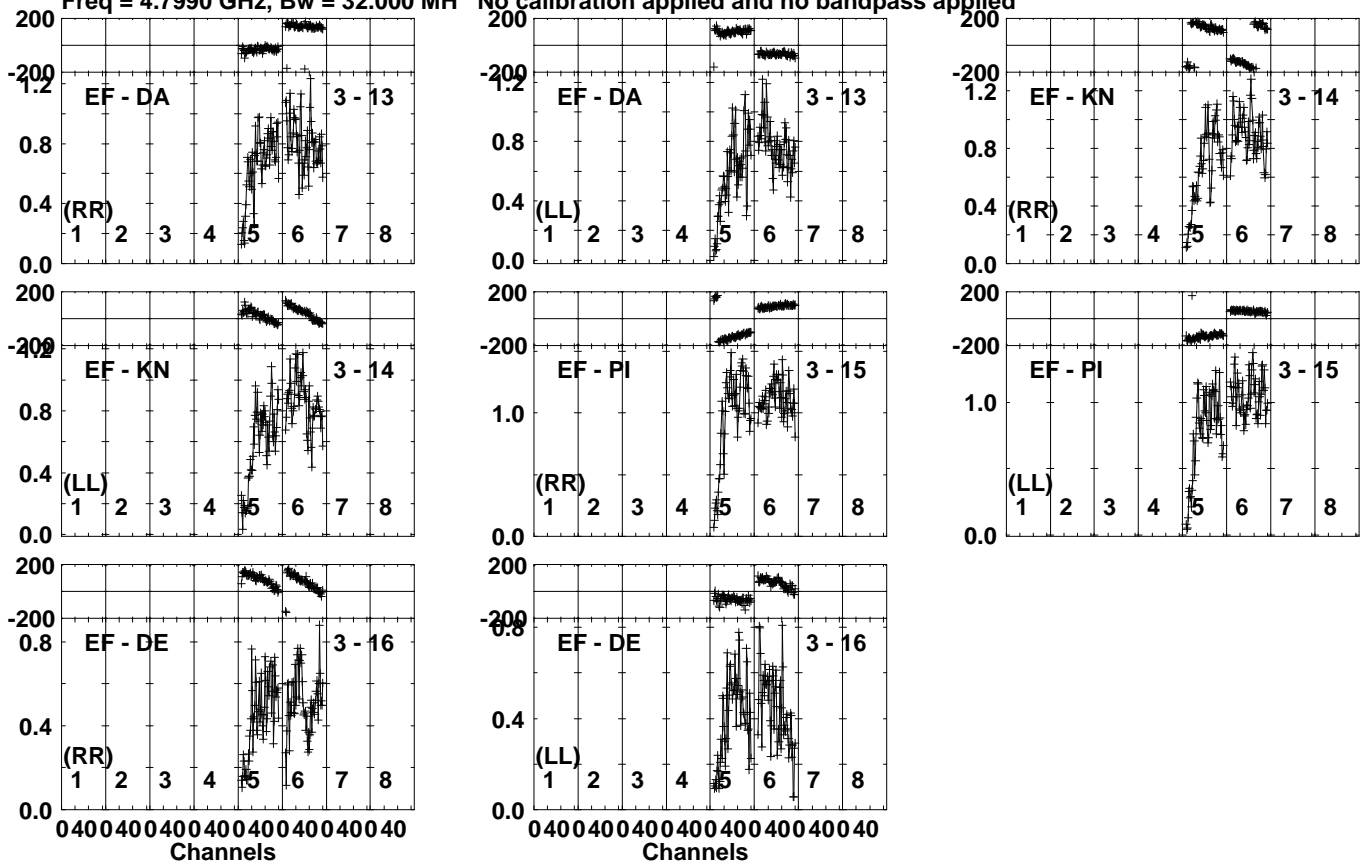 Freq = 4.7990 GHz, Bw = 32.000 MH No calibration applied and no bandpass applied
200
-200
1.2
EF - DA 3 - 13
0.8
0.4
(RR)
1 2 3 4 5 6 7 8
0.0
200
-200
1.2
EF - DA 3 - 13
0.8
0.4
(LL)
1 2 3 4 5 6 7 8
0.0
200
-200
1.2
EF - KN 3 - 14
0.8
0.4
(RR)
1 2 3 4 5 6 7 8
0.0
200
-200
1.2
EF - KN 3 - 14
0.8
0.4
(LL)
1 2 3 4 5 6 7 8
0.0
200
-200
EF - PI 3 - 15
1.0
(RR)
1 2 3 4 5 6 7 8
0.0
200
-200
EF - PI 3 - 15
1.0
(LL)
1 2 3 4 5 6 7 8
0.0
200
-200
0.8
EF - DE 3 - 16
0.4
(RR)
1 2 3 4 5 6 7 8
0.0
0 40 0 40 0 40 0 40 0 40 0 40 0 40 0 40
Channels
200
-200
0.8
EF - DE 3 - 16
0.4
(LL)
1 2 3 4 5 6 7 8
0.0
0 40 0 40 0 40 0 40 0 40 0 40 0 40 0 40
Channels